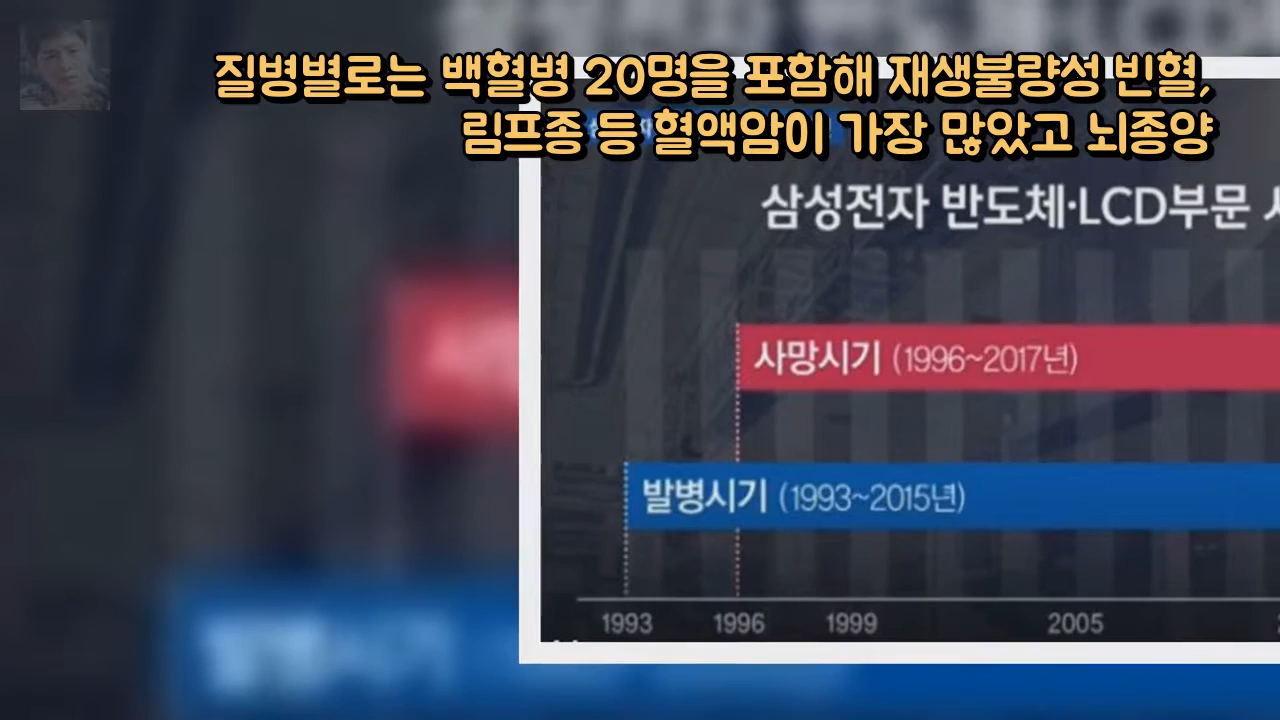 질병별로는 백혈병 20명을 포함해 재생불량성 빈혈,
림프종 등 혈액암이 가장 많았고 뇌종양
삼성전자 반도체·LCD부문
사망시기 (1996~2017년)
발병시기 (1993~2015년)
1993 1996 1999 2005